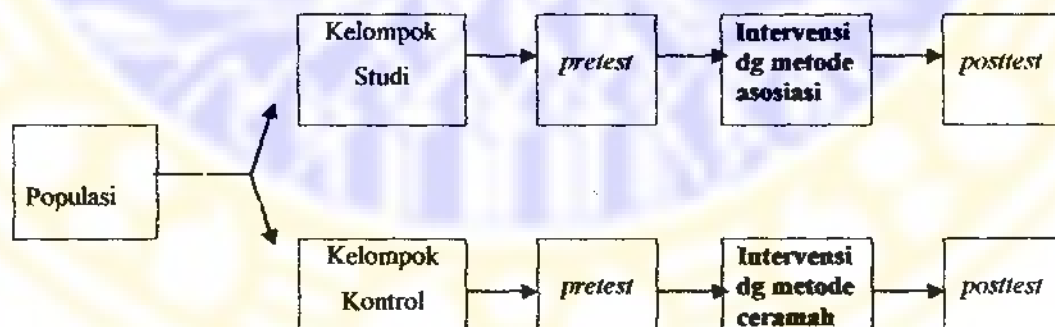 Kelompok
Studi
pretest
Intervensi
dg metode
asosiasi
posttest
Populasi
Kelompok
Kontrol
pretest
Intervensi
dg metode
ceramah
posttest